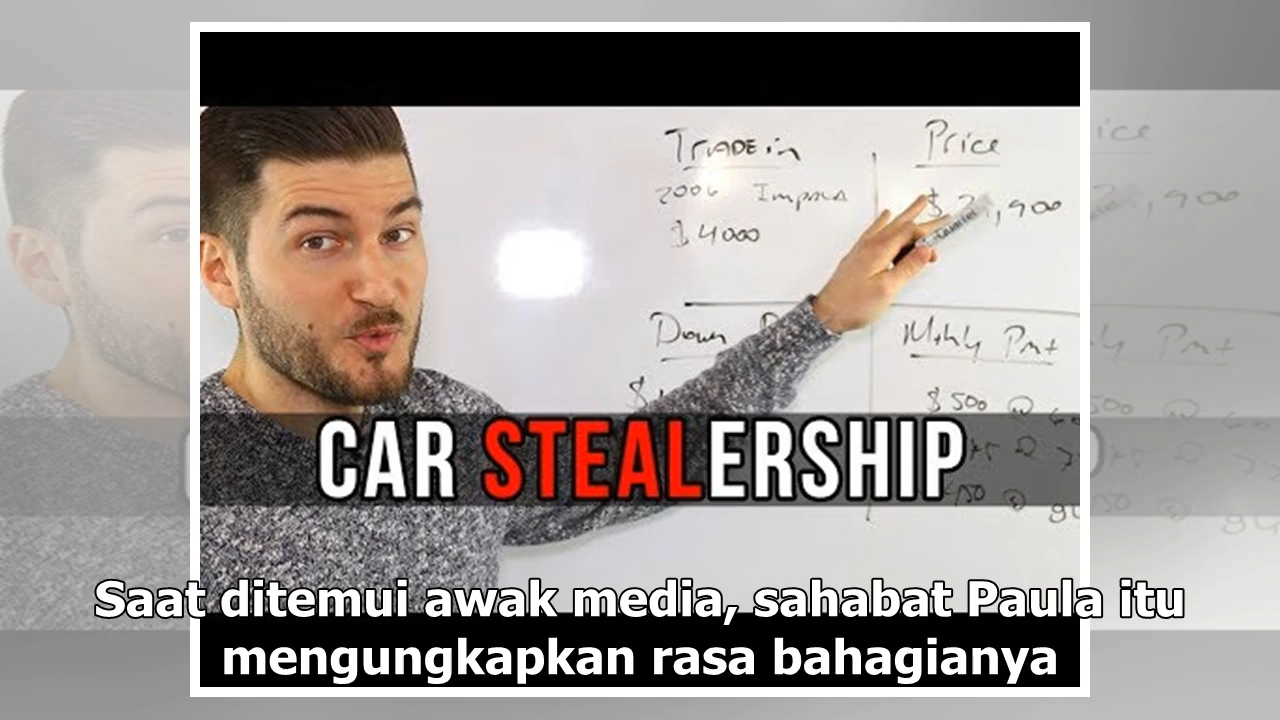 TRADE in
Price
2006 Impala
$ 4000
Down
Mthly Pmt
$ 500 @
CAR STEALERSHIP
Saat ditemui awak media, sahabat Paula itu
mengungkapkan rasa bahagianya